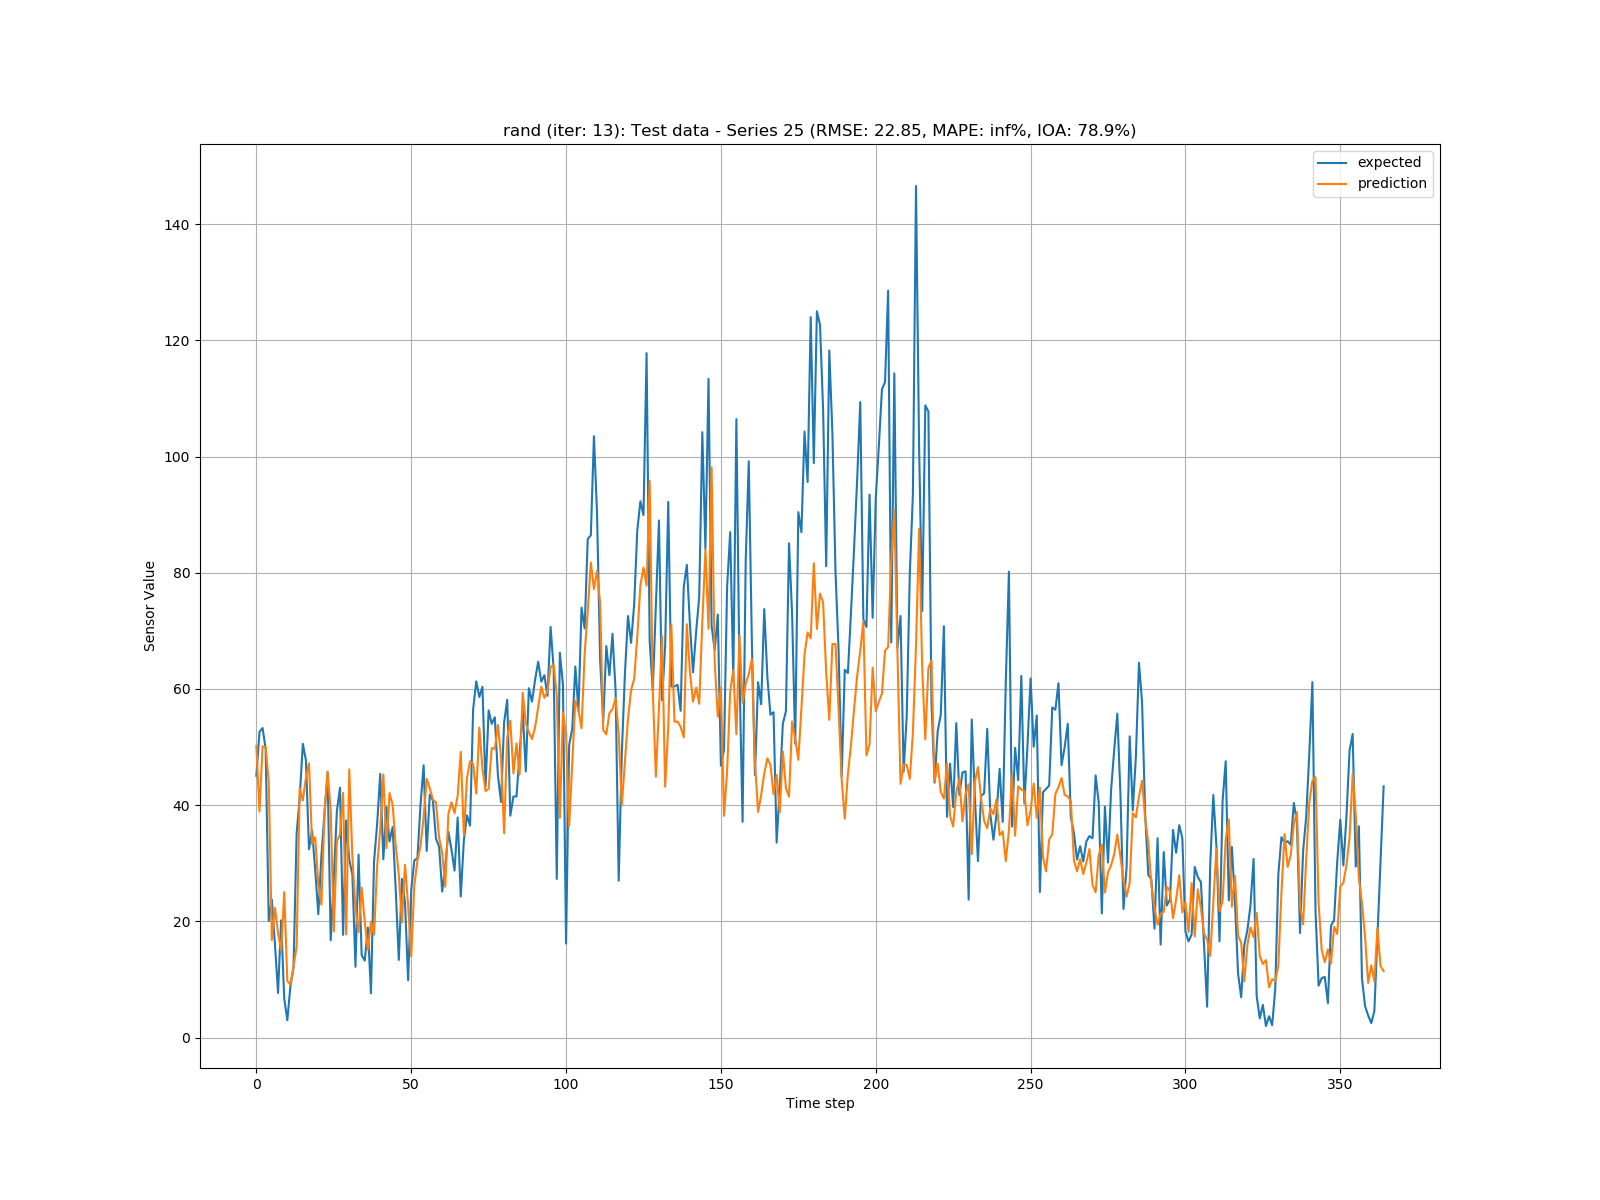 rand (iter: 13): Test data - Series 25 (RMSE: 22.85, MAPE: inf%, IOA: 78.9%)
expected
prediction
140
120
100
80
60
40
20
0
Sensor Value
0 50 100 150 200 250 300 350
Time step